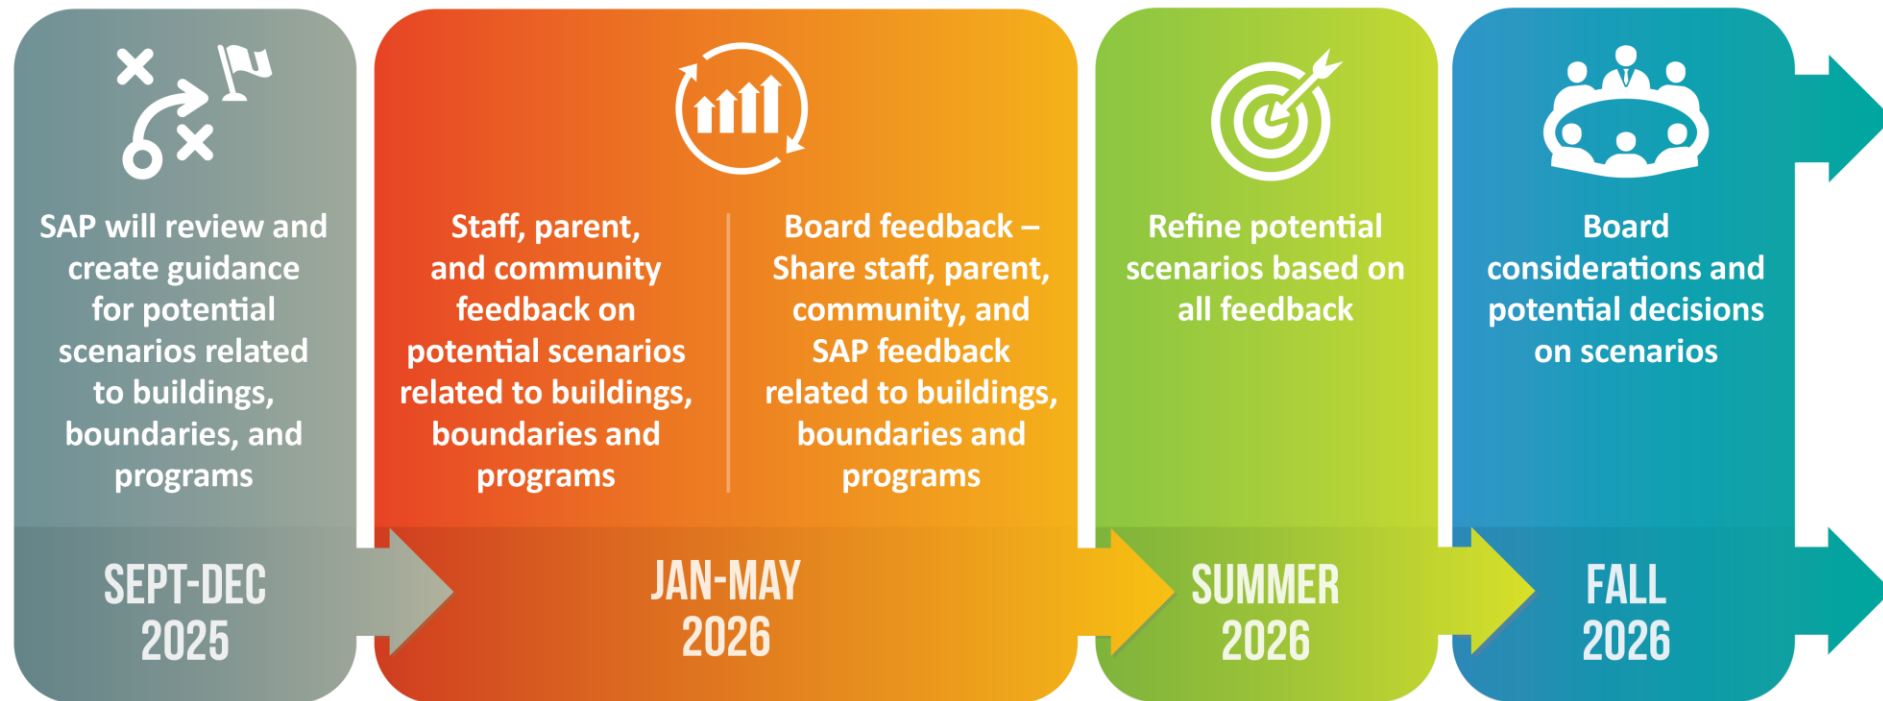 SAP will review and
create guidance
for potential
scenarios related
to buildings,
boundaries, and
programs
SEPT-DEC
2025
Staff, parent,
and community
feedback on
potential scenarios
related to buildings,
boundaries and
programs
Board feedback –
Share staff, parent,
community, and
SAP feedback
related to buildings,
boundaries and
programs
JAN-MAY
2026
Refine potential
scenarios based on
all feedback
SUMMER
2026
Board
considerations and
potential decisions
on scenarios
FALL
2026